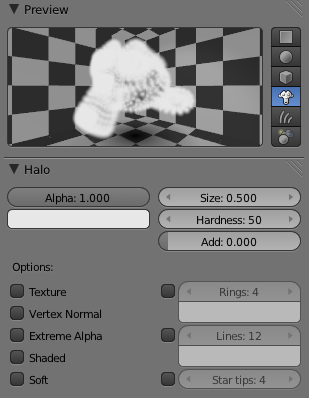 Preview
Halo
Alpha: 1.000
Size: 0.500
Hardness: 50
Add: 0.000
Options:
Texture
Rings: 4
Vertex Normal
Extreme Alpha
Lines: 12
Shaded
Soft
Star tips: 4